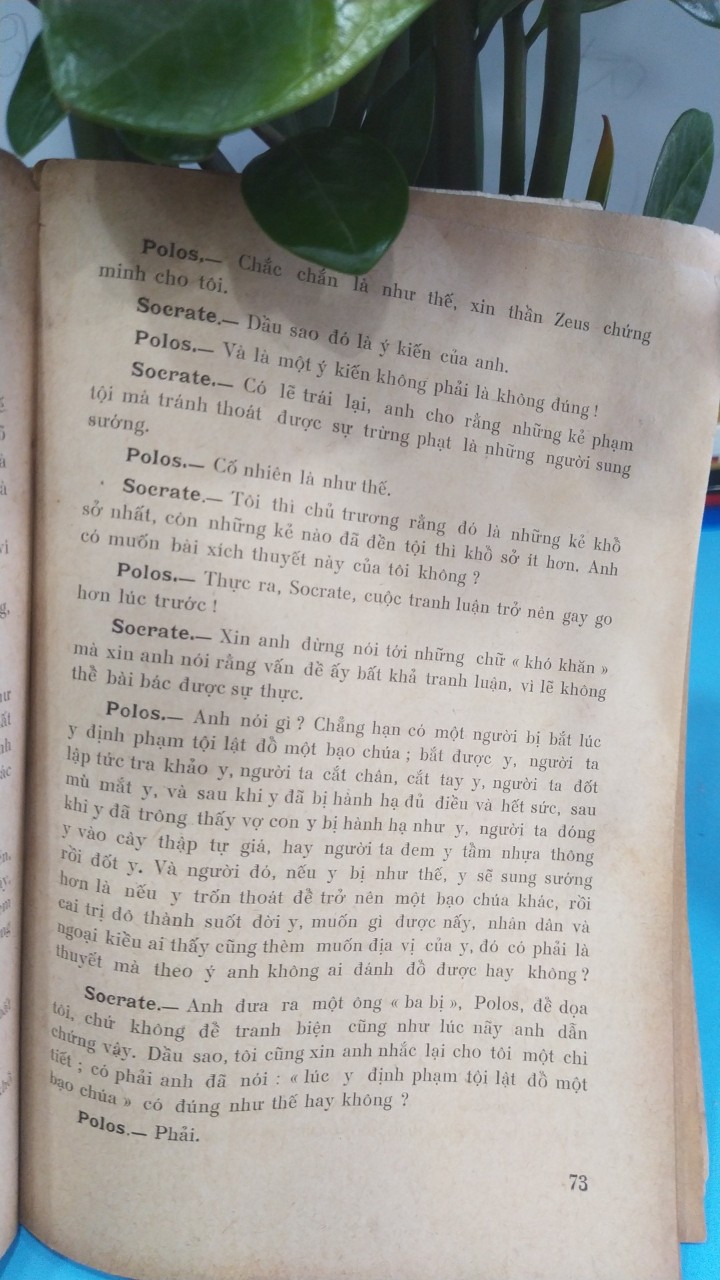 Polos.— Chắc chắn là như thế, xin thần Zeus chứng
minh cho tôi.
Socrate.— Dầu sao đó là ý kiến của anh.
Polos.— Và là một ý kiến không phải là không đúng !
Socrate.— Có lẽ trái lại, anh cho rằng những kẻ phạm
tội mà tránh thoát được sự trừng phạt là những người sung
sướng.
Polos.— Cố nhiên là như thế.
Socrate.— Tôi thì chủ trương rằng đó là những kẻ khổ
sở nhất, còn những kẻ nào đã đền tội thì khổ sở ít hơn. Anh
có muốn bài xích thuyết này của tôi không ?
Polos.— Thực ra, Socrate, cuộc tranh luận trở nên gay go
hơn lúc trước !
Socrate.— Xin anh đừng nói tới những chữ « khó khăn »
mà xin anh nói rằng vấn đề ấy bất khả tranh luận, vì lẽ không
thể bài bác được sự thực.
Polos.— Anh nói gì ? Chẳng hạn có một người bị bắt lúc
y định phạm tội lật đổ một bạo chúa ; bắt được y, người ta
lập tức tra khảo y, người ta cắt chân, cắt tay y, người ta đốt
mù mắt y, và sau khi y đã bị hành hạ đủ điều và hết sức, sau
khi y đã trông thấy vợ con y bị hành hạ như y, người ta đóng
y vào cây thập tự giá, hay người ta đem y tẩm nhựa thông
rồi đốt y. Và người đó, nếu y bị như thế, y sẽ sung sướng
hơn là nếu y trốn thoát để trở nên một bạo chúa khác, rồi
cai trị đô thành suốt đời y, muốn gì được nấy, nhân dân và
ngoại kiều ai thấy cũng thèm muốn địa vị của y, đó có phải là
thuyết mà theo ý anh không ai đánh đổ được hay không ?
Socrate.— Anh đưa ra một ông « ba bị », Polos, để dọa
tôi, chứ không để tranh biện cũng như lúc nãy anh dẫn
chứng vậy. Dầu sao, tôi cũng xin anh nhắc lại cho tôi một chi
tiết ; có phải anh đã nói : « lúc y định phạm tội lật đổ một
bạo chúa » có đúng như thế hay không ?
Polos.— Phải.
73